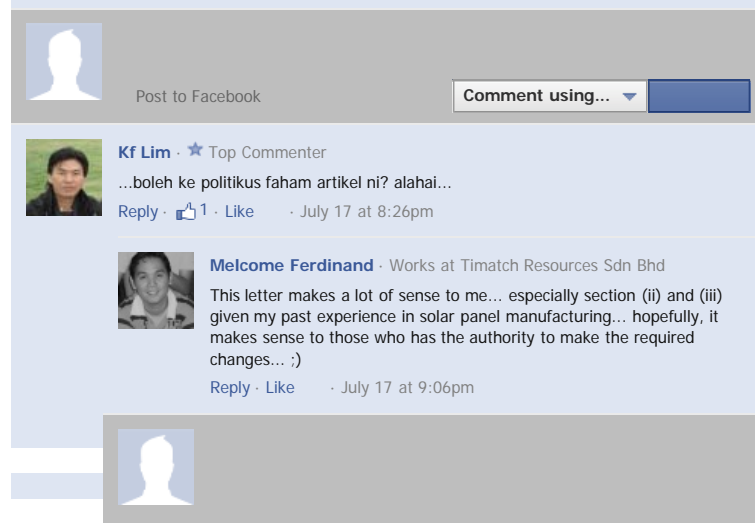 Post to Facebook
Comment using...
Kf Lim · Top Commenter
...boleh ke politikus faham artikel ni? alahai...
Reply · 1 · Like · July 17 at 8:26pm
Melcome Ferdinand · Works at Timatch Resources Sdn Bhd
This letter makes a lot of sense to me... especially section (ii) and (iii)
given my past experience in solar panel manufacturing... hopefully, it
makes sense to those who has the authority to make the required
changes... ;)
Reply · Like · July 17 at 9:06pm